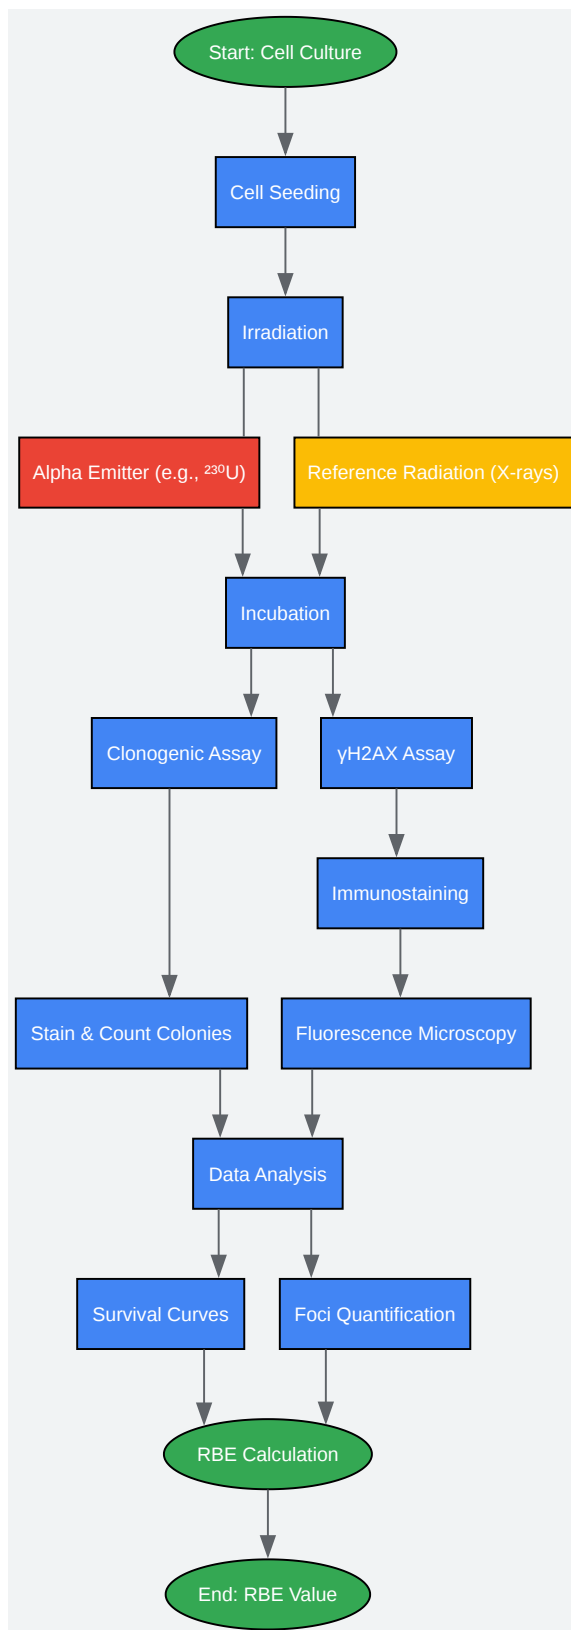 Start: Cell Culture
Cell Seeding
Irradiation
Alpha Emitter (e.g., ²³⁰U)
Reference Radiation (X-rays)
Incubation
Clonogenic Assay
γH2AX Assay
Immunostaining
Stain & Count Colonies
Fluorescence Microscopy
Data Analysis
Survival Curves
Foci Quantification
RBE Calculation
End: RBE Value